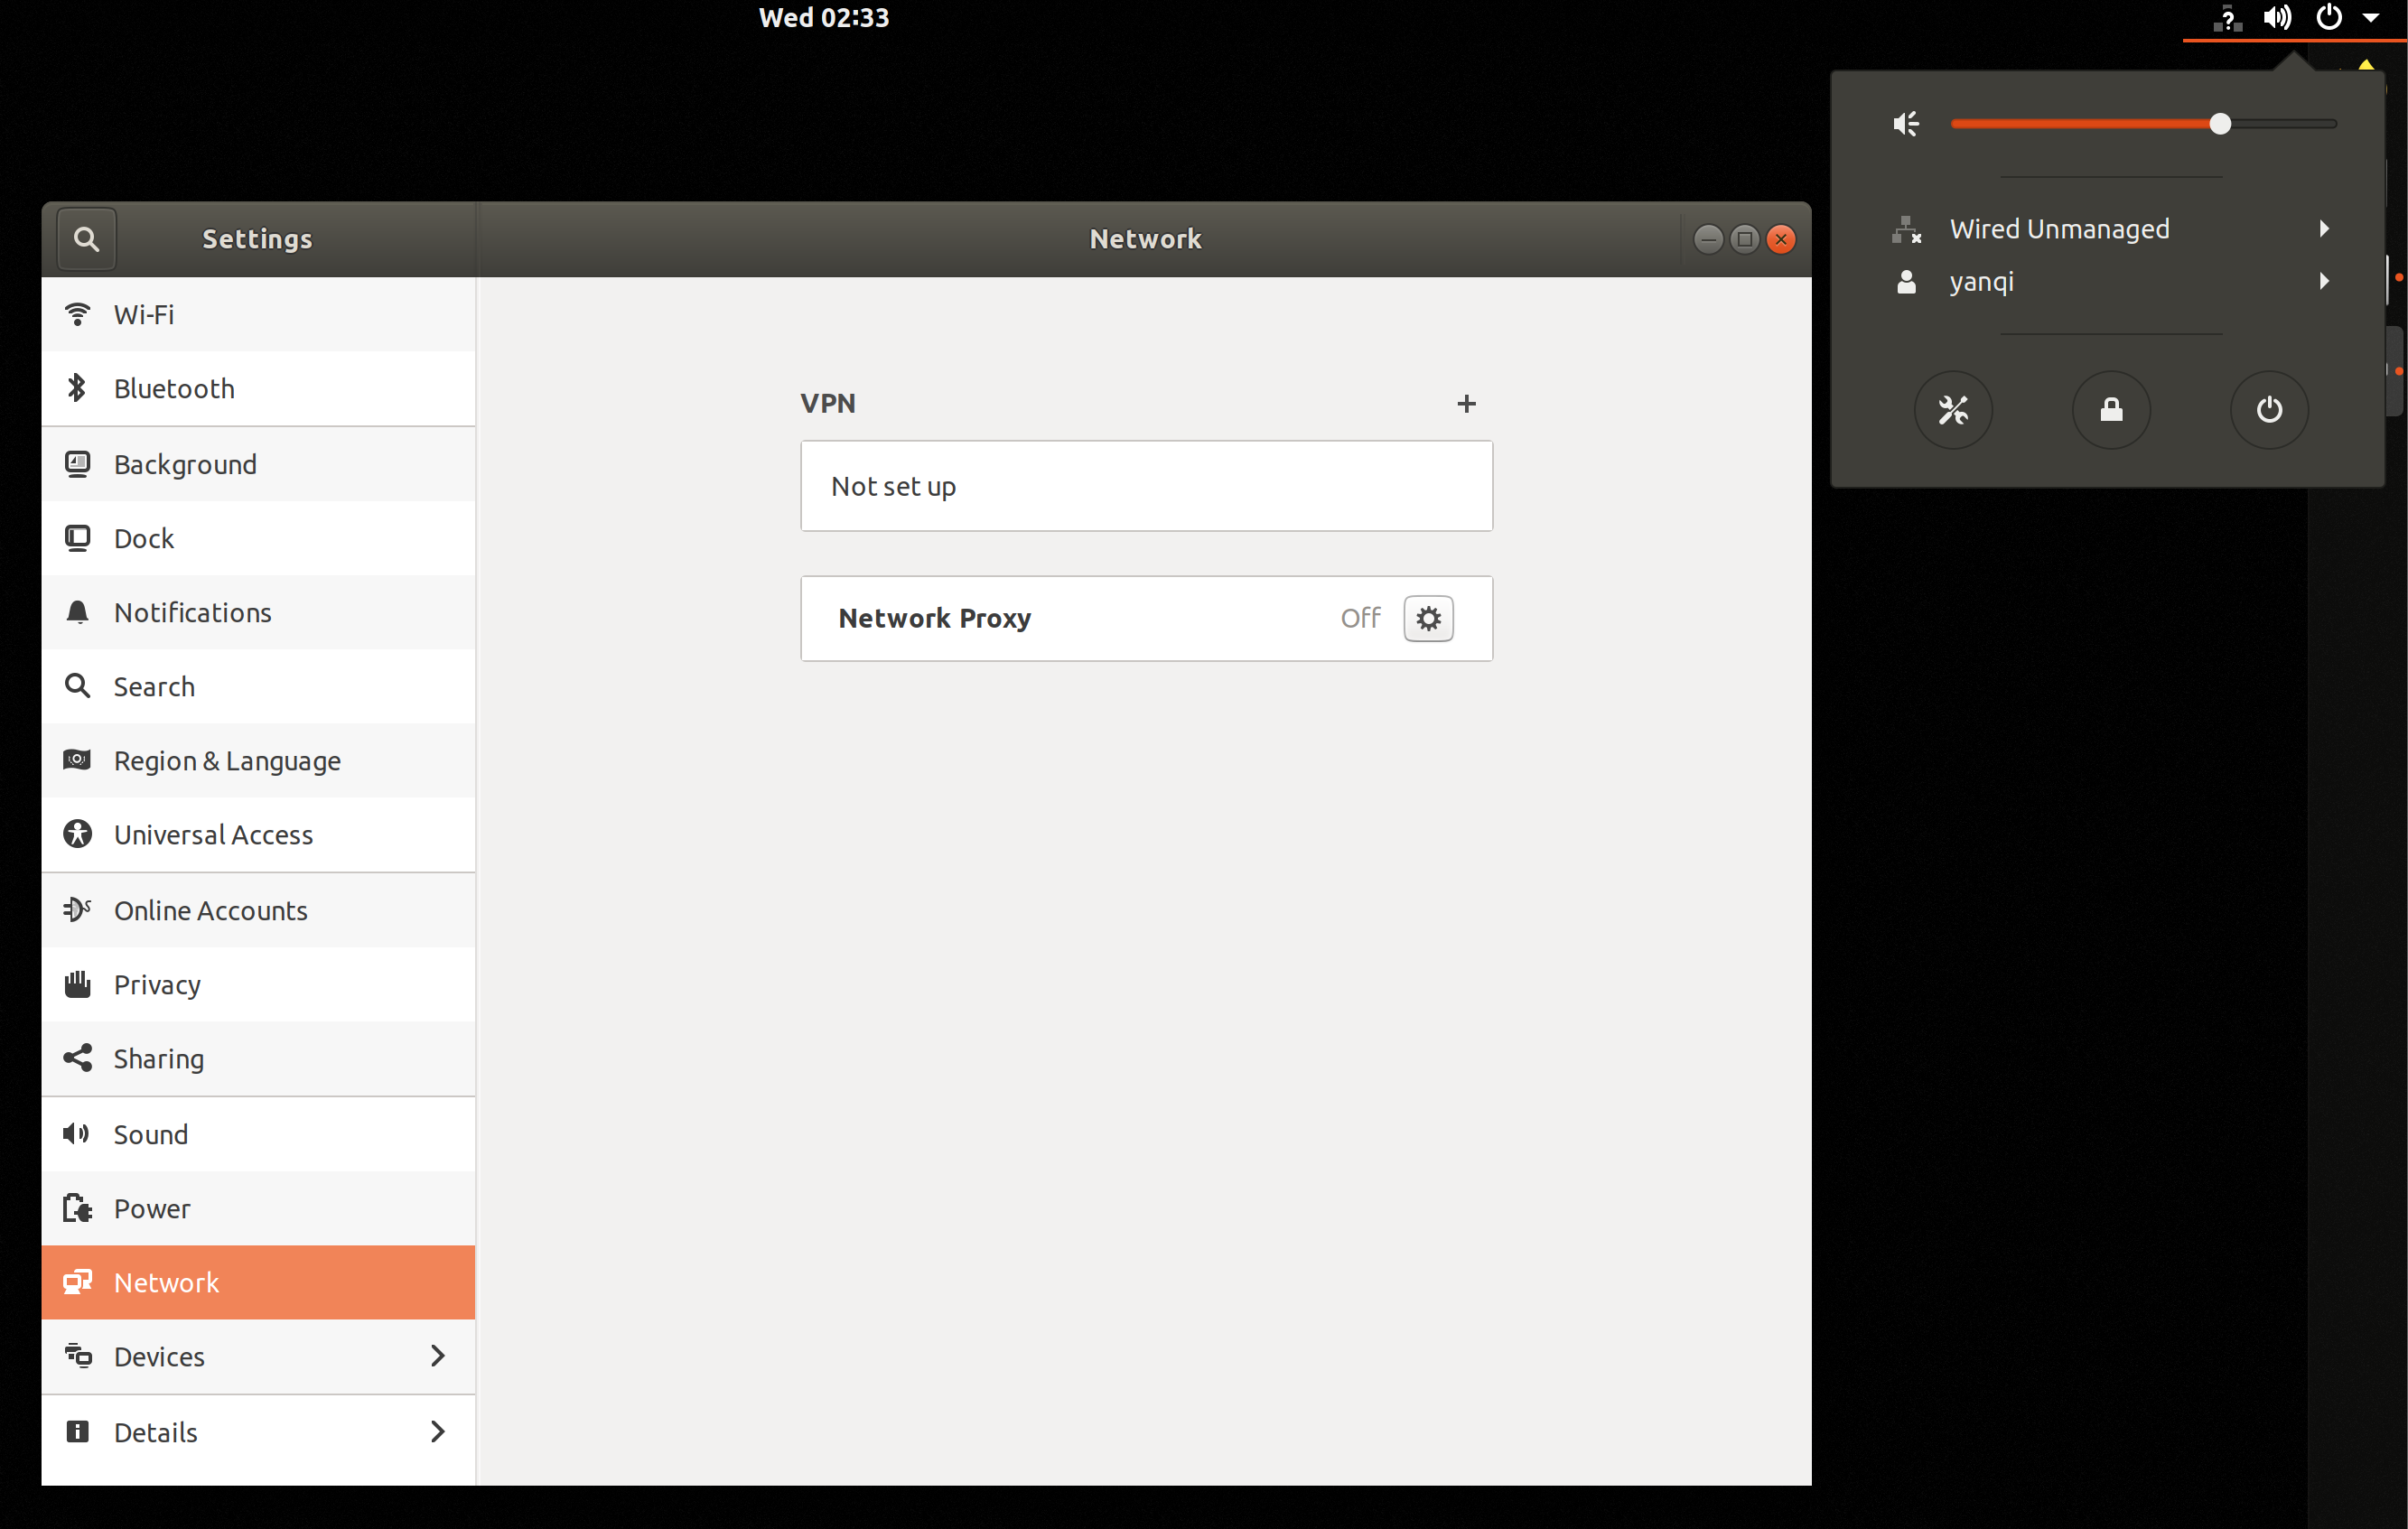 Wed 02:33
Wired Unmanaged
yanqi
Settings
Network
Wi-Fi
Bluetooth
Background
Dock
Notifications
Search
Region & Language
Universal Access
Online Accounts
Privacy
Sharing
Sound
Power
Network
Devices
Details
VPN
Not set up
Network Proxy Off